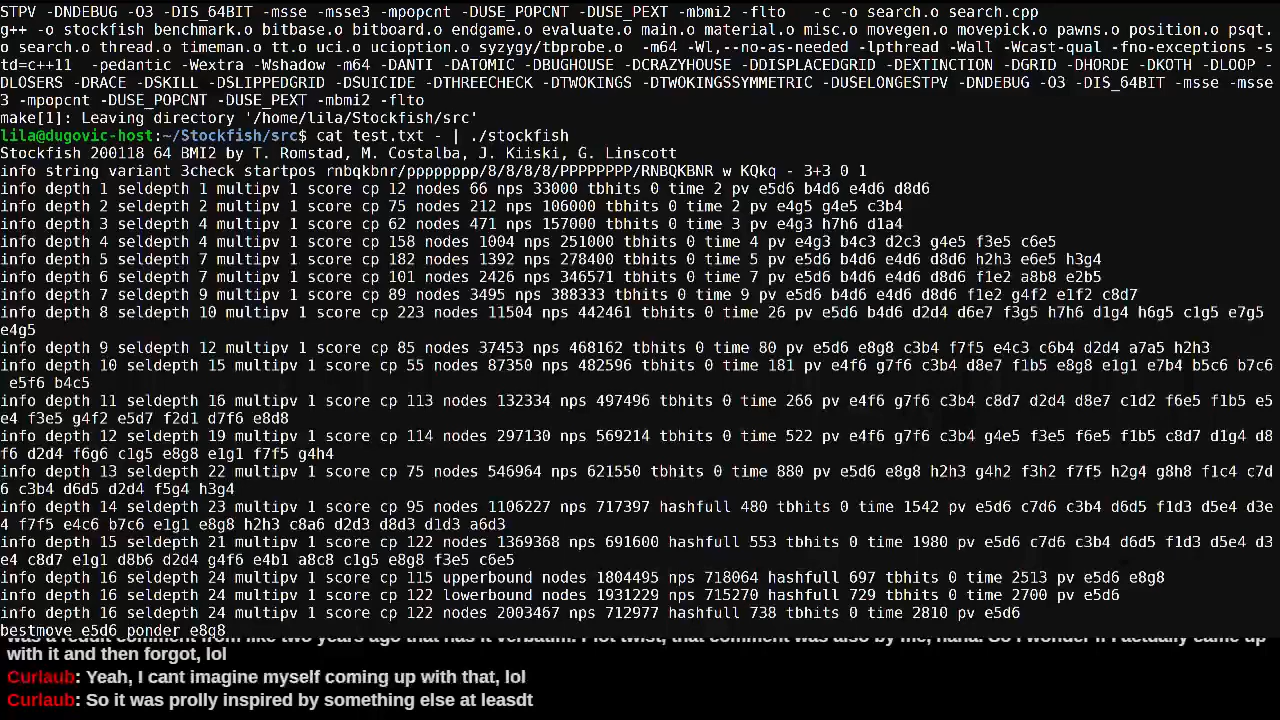 STPV -DNDEBUG -O3 -DIS_64BIT -msse -msse3 -mpopcnt -DUSE_POPCNT -DUSE_PEXT -mbmi2 -flto   -c -o search.o search.cpp
g++ -o stockfish benchmark.o bitbase.o bitboard.o endgame.o evaluate.o main.o material.o misc.o movegen.o movepick.o pawns.o position.o psqt.
o search.o thread.o timeman.o tt.o uci.o ucioption.o syzygy/tbprobe.o  -m64 -Wl,--no-as-needed -lpthread -Wall -Wcast-qual -fno-exceptions -s
td=c++11  -pedantic -Wextra -Wshadow -m64 -DANTI -DATOMIC -DBUGHOUSE -DCRAZYHOUSE -DDISPLACEDGRID -DEXTINCTION -DGRID -DHORDE -DKOTH -DLOOP -
DLOSERS -DRACE -DSKILL -DSLIPPEDGRID -DSUICIDE -DTHREECHECK -DTWOKINGS -DTWOKINGSSYMMETRIC -DUSELONGESTPV -DNDEBUG -O3 -DIS_64BIT -msse -msse
3 -mpopcnt -DUSE_POPCNT -DUSE_PEXT -mbmi2 -flto
make[1]: Leaving directory '/home/lila/Stockfish/src'
lila@dugovic-host:~/Stockfish/src$ cat test.txt - | ./stockfish
Stockfish 200118 64 BMI2 by T. Romstad, M. Costalba, J. Kiiski, G. Linscott
info string variant 3check startpos rnbqkbnr/pppppppp/8/8/8/8/PPPPPPPP/RNBQKBNR w KQkq - 3+3 0 1
info depth 1 seldepth 1 multipv 1 score cp 12 nodes 66 nps 33000 tbhits 0 time 2 pv e5d6 b4d6 e4d6 d8d6
info depth 2 seldepth 2 multipv 1 score cp 75 nodes 212 nps 106000 tbhits 0 time 2 pv e4g5 g4e5 c3b4
info depth 3 seldepth 4 multipv 1 score cp 62 nodes 471 nps 157000 tbhits 0 time 3 pv e4g3 h7h6 d1a4
info depth 4 seldepth 4 multipv 1 score cp 158 nodes 1004 nps 251000 tbhits 0 time 4 pv e4g3 b4c3 d2c3 g4e5 f3e5 c6e5
info depth 5 seldepth 7 multipv 1 score cp 182 nodes 1392 nps 278400 tbhits 0 time 5 pv e5d6 b4d6 e4d6 d8d6 h2h3 e6e5 h3g4
info depth 6 seldepth 7 multipv 1 score cp 101 nodes 2426 nps 346571 tbhits 0 time 7 pv e5d6 b4d6 e4d6 d8d6 f1e2 a8b8 e2b5
info depth 7 seldepth 9 multipv 1 score cp 89 nodes 3495 nps 388333 tbhits 0 time 9 pv e5d6 b4d6 e4d6 d8d6 f1e2 g4f2 e1f2 c8d7
info depth 8 seldepth 10 multipv 1 score cp 223 nodes 11504 nps 442461 tbhits 0 time 26 pv e5d6 b4d6 d2d4 d6e7 f3g5 h7h6 d1g4 h6g5 c1g5 e7g5
e4g5
info depth 9 seldepth 12 multipv 1 score cp 85 nodes 37453 nps 468162 tbhits 0 time 80 pv e5d6 e8g8 c3b4 f7f5 e4c3 c6b4 d2d4 a7a5 h2h3
info depth 10 seldepth 15 multipv 1 score cp 55 nodes 87350 nps 482596 tbhits 0 time 181 pv e4f6 g7f6 c3b4 d8e7 f1b5 e8g8 e1g1 e7b4 b5c6 b7c6
e5f6 b4c5
info depth 11 seldepth 16 multipv 1 score cp 113 nodes 132334 nps 497496 tbhits 0 time 266 pv e4f6 g7f6 c3b4 c8d7 d2d4 d8e7 c1d2 f6e5 f1b5 e5
e4 f3e5 g4f2 e5d7 f2d1 d7f6 e8d8
info depth 12 seldepth 19 multipv 1 score cp 114 nodes 297130 nps 569214 tbhits 0 time 522 pv e4f6 g7f6 c3b4 g4e5 f3e5 f6e5 f1b5 c8d7 d1g4 d8
f6 d2d4 f6g6 c1g5 e8g8 e1g1 f7f5 g4h4
info depth 13 seldepth 22 multipv 1 score cp 75 nodes 546964 nps 621550 tbhits 0 time 880 pv e5d6 e8g8 h2h3 g4h2 f3h2 f7f5 h2g4 g8h8 f1c4 c7d
6 c3b4 d6d5 d2d4 f5g4 h3g4
info depth 14 seldepth 23 multipv 1 score cp 95 nodes 1106227 nps 717397 hashfull 480 tbhits 0 time 1542 pv e5d6 c7d6 c3b4 d6d5 f1d3 d5e4 d3e
4 f7f5 e4c6 b7c6 e1g1 e8g8 h2h3 c8a6 d2d3 d8d3 d1d3 a6d3
info depth 15 seldepth 21 multipv 1 score cp 122 nodes 1369368 nps 691600 hashfull 553 tbhits 0 time 1980 pv e5d6 c7d6 c3b4 d6d5 f1d3 d5e4 d3
e4 c8d7 e1g1 d8b6 d2d4 g4f6 e4b1 a8c8 c1g5 e8g8 f3e5 c6e5
info depth 16 seldepth 24 multipv 1 score cp 115 upperbound nodes 1804495 nps 718064 hashfull 697 tbhits 0 time 2513 pv e5d6 e8g8
info depth 16 seldepth 24 multipv 1 score cp 122 lowerbound nodes 1931229 nps 715270 hashfull 729 tbhits 0 time 2700 pv e5d6
info depth 16 seldepth 24 multipv 1 score cp 122 nodes 2003467 nps 712977 hashfull 738 tbhits 0 time 2810 pv e5d6
bestmove e5d6 ponder e8g8
was a reddit comment from like two years ago that has it verbatim. Plot twist, that comment was also by me, haha. So I wonder if I actually came up
with it and then forgot, lol
Curlaub: Yeah, I cant imagine myself coming up with that, lol
Curlaub: So it was prolly inspired by something else at leasdt